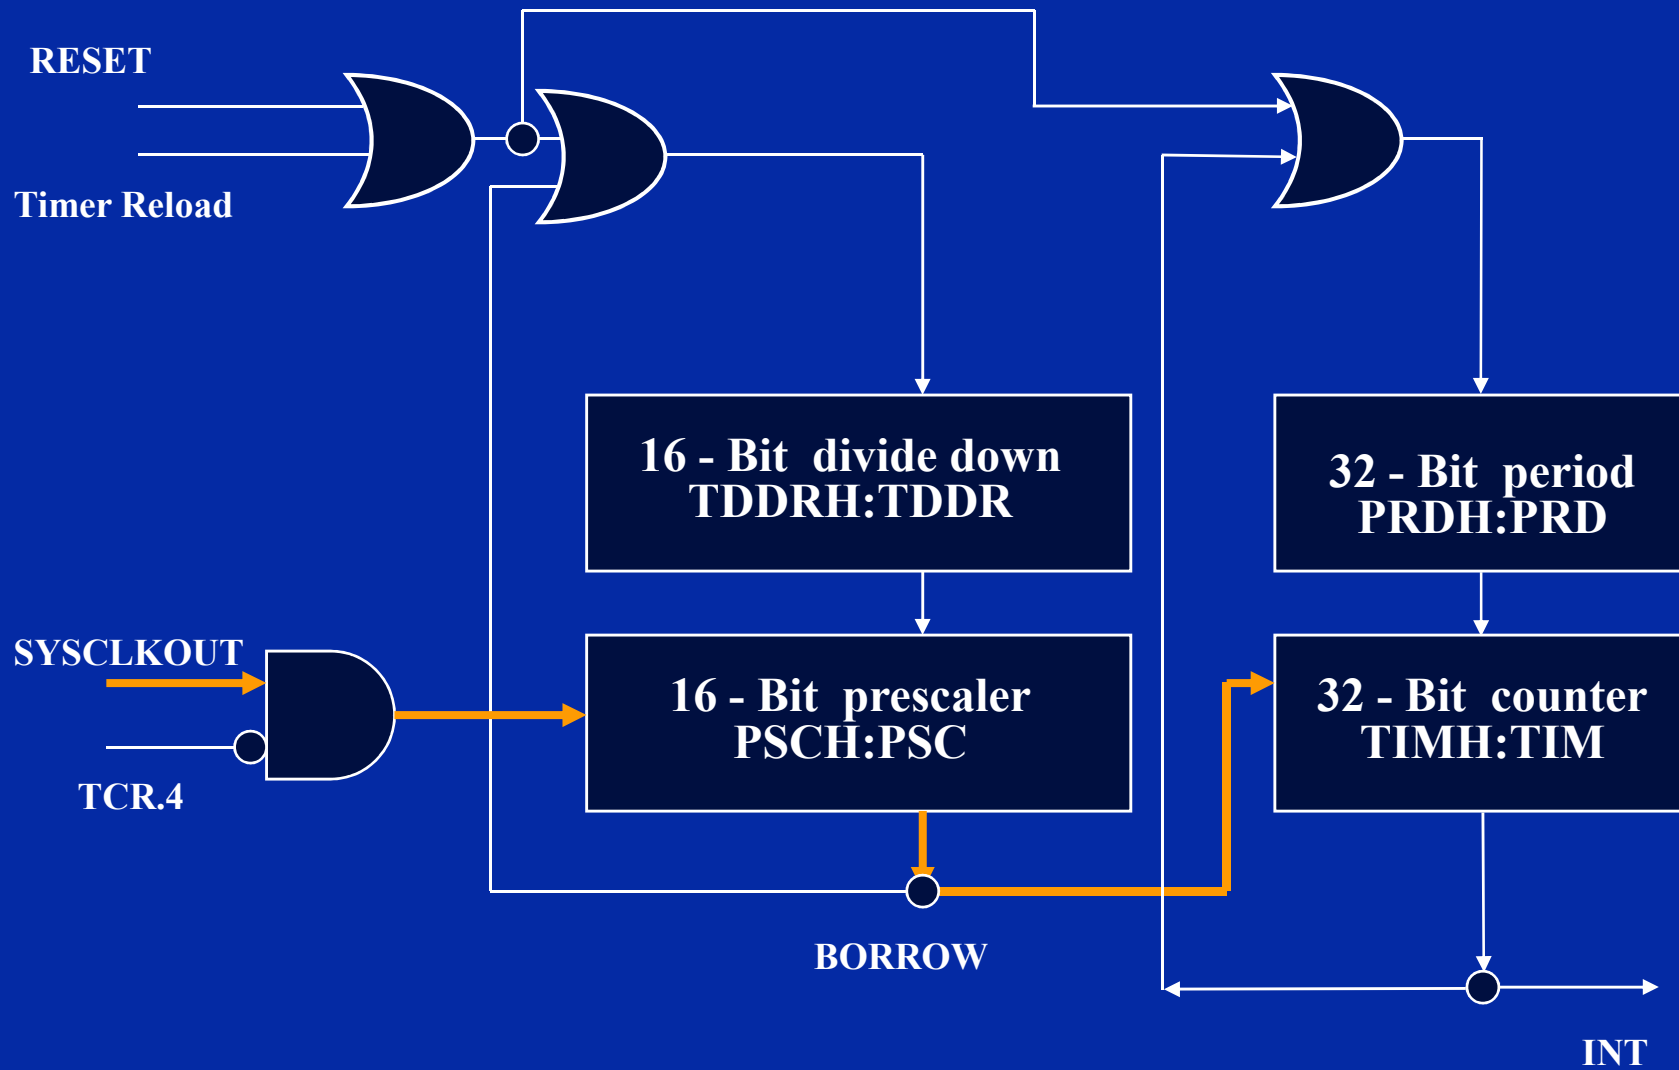 RESET
Timer Reload
16 - Bit divide down
TDDRH:TDDR
32 - Bit period
PRDH:PRD
SYSCLKOUT
TCR.4
16 - Bit prescaler
PSCH:PSC
32 - Bit counter
TIMH:TIM
BORROW
INT